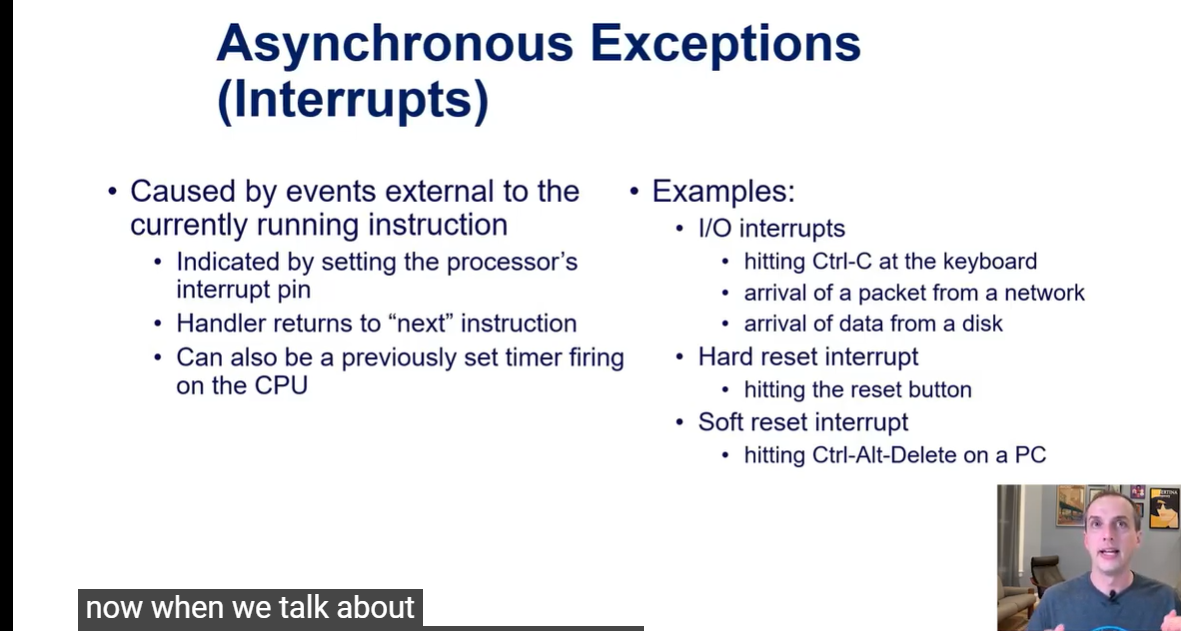 Asynchronous Exceptions
(Interrupts)
• Caused by events external to the
currently running instruction
• Indicated by setting the processor’s
interrupt pin
• Handler returns to “next” instruction
• Can also be a previously set timer firing
on the CPU
• Examples:
• I/O interrupts
• hitting Ctrl-C at the keyboard
• arrival of a packet from a network
• arrival of data from a disk
• Hard reset interrupt
• hitting the reset button
• Soft reset interrupt
• hitting Ctrl-Alt-Delete on a PC
now when we talk about